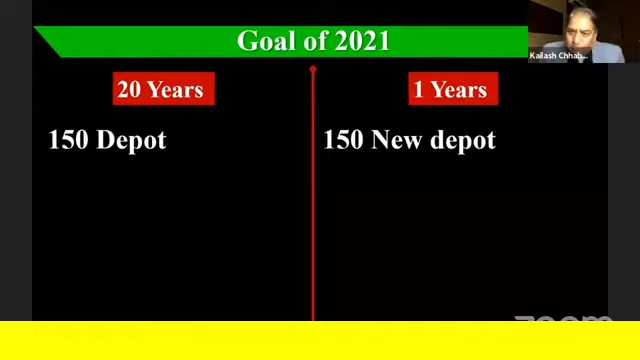 Goal of 2021
Kailash Chhab...
20 Years
1 Years
150 Depot
150 New depot
zoom